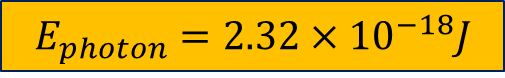 E_photon = 2.32 × 10^−18 J